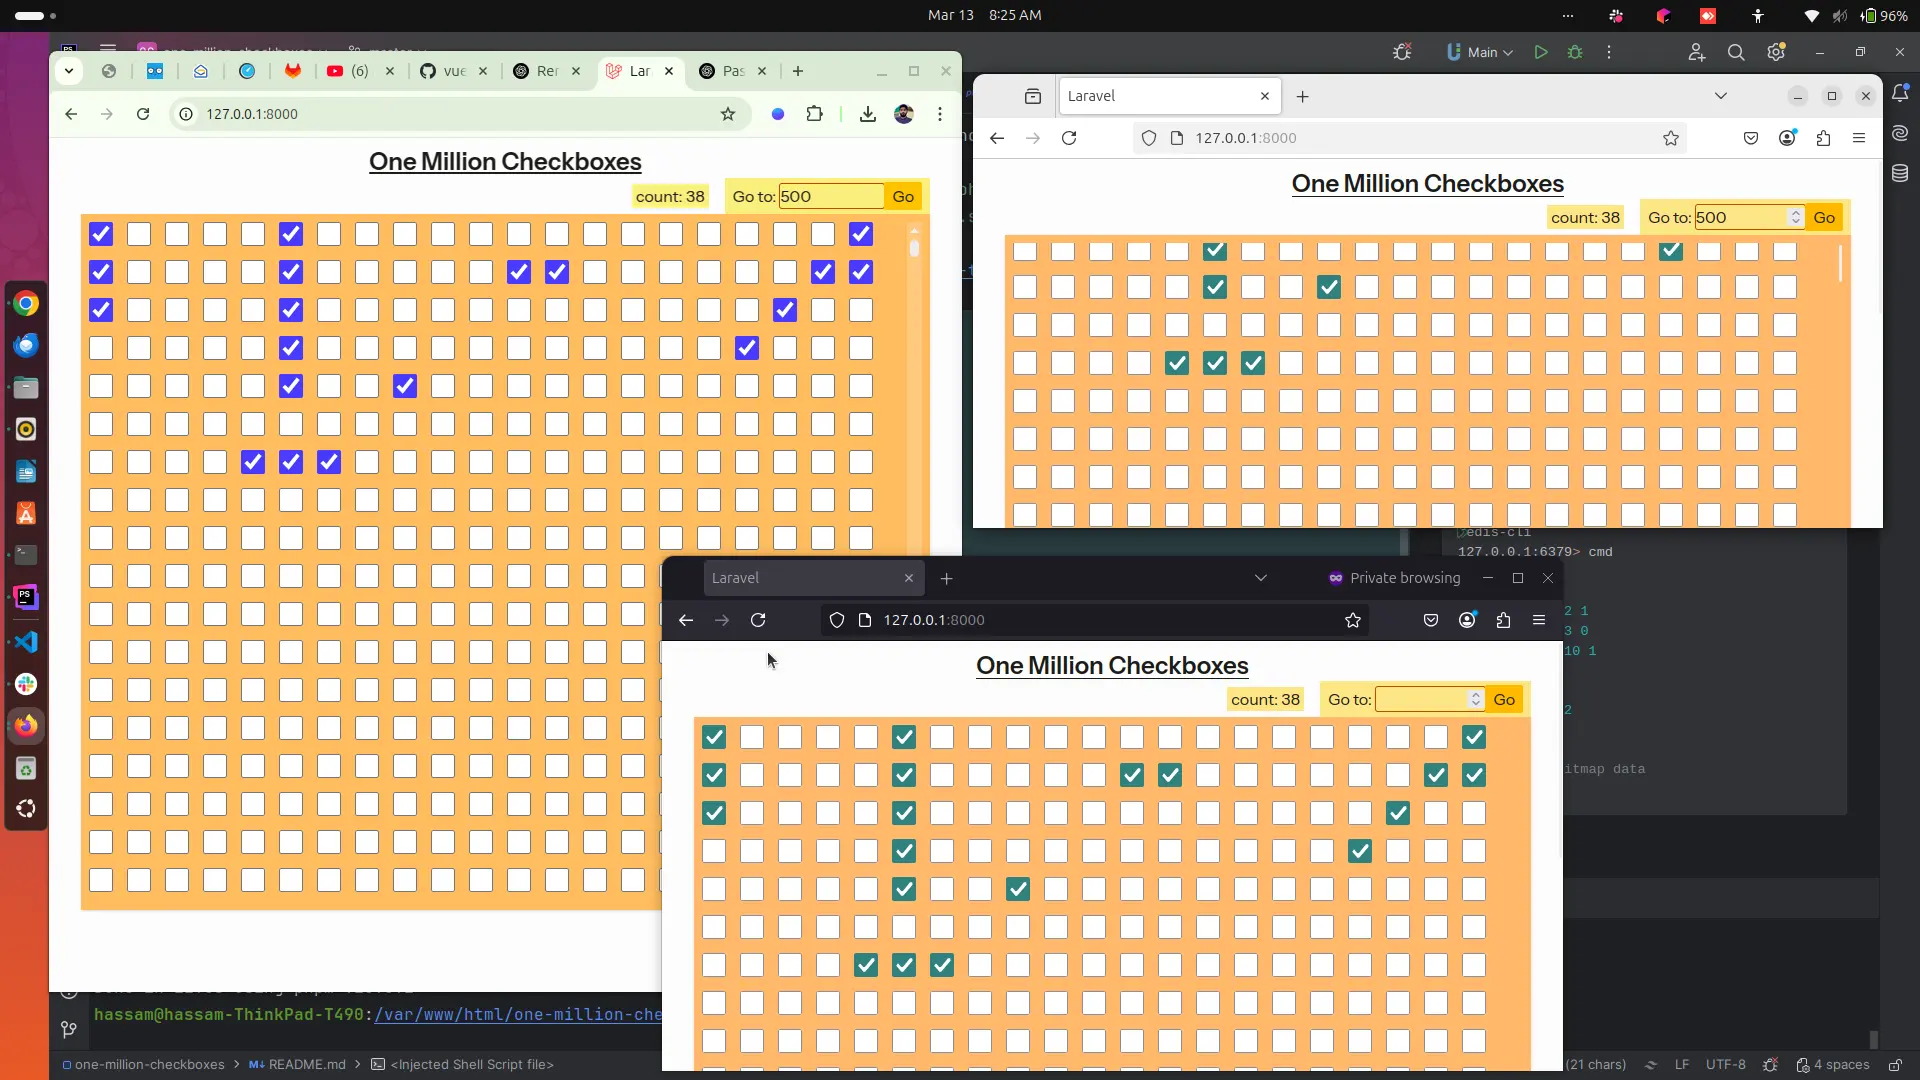 Mar 13 8:25 AM
96%
Main
(6)
vue
Rer
Lar
Pas
127.0.0.1:8000
One Million Checkboxes
count: 38
Go to: 500
Go
Laravel
127.0.0.1:8000
One Million Checkboxes
count: 38
Go to: 500
Go
edis-cli
127.0.0.1:6379> cmd
2 1
3 0
10 1
2
itmap data
Laravel
Private browsing
127.0.0.1:8000
One Million Checkboxes
count: 38
Go to:
Go
hassam@hassam-ThinkPad-T490:/var/www/html/one-million-che
one-million-checkboxes > README.md > <Injected Shell Script file>
(21 chars) LF UTF-8 4 spaces